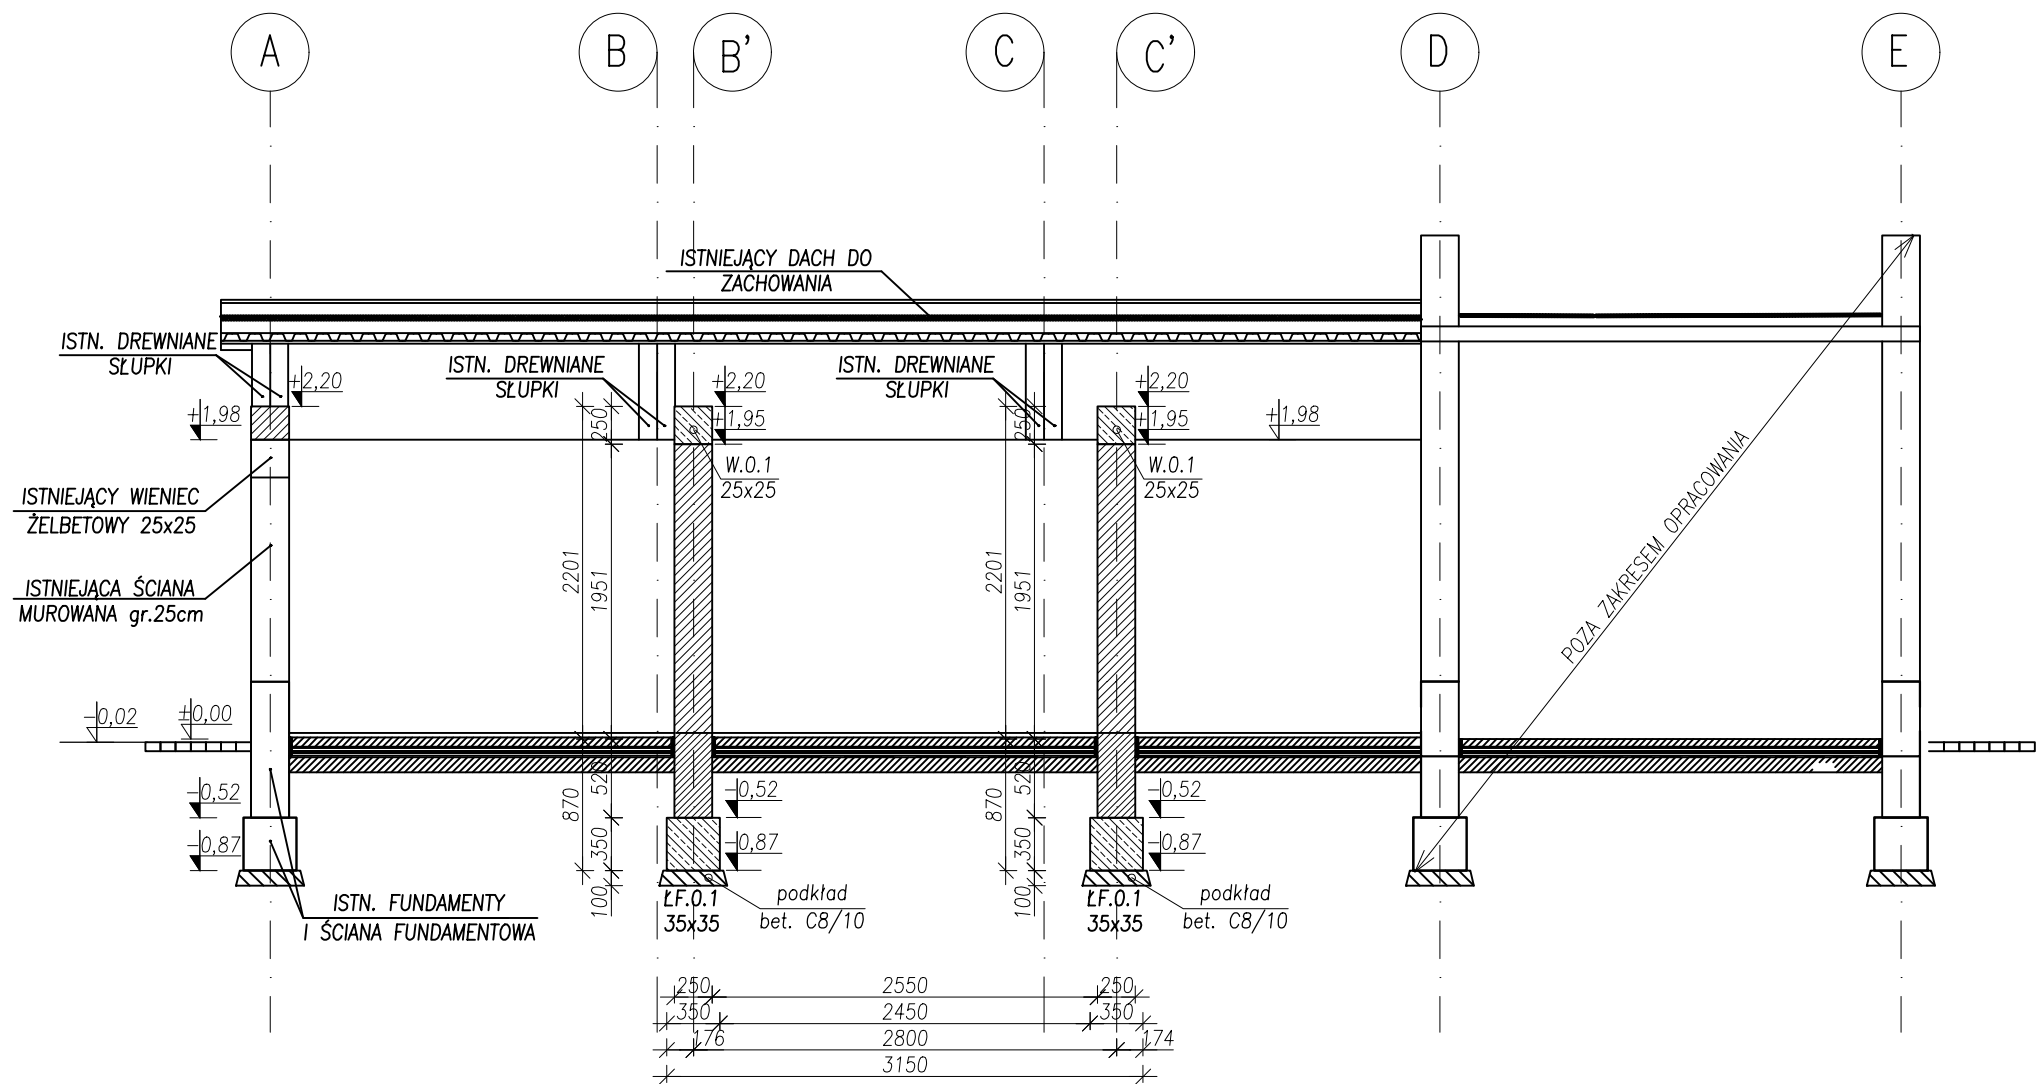 A
B
B'
C
C'
D
E
ISTNIEJĄCY DACH DO
ZACHOWANIA
ISTN. DREWNIANE
SŁUPKI
ISTN. DREWNIANE
SŁUPKI
ISTN. DREWNIANE
SŁUPKI
+2,20
+1,98
+2,20
250
+1,95
+2,20
250
+1,95
+1,98
W.O.1
25x25
W.O.1
25x25
ISTNIEJĄCY WIENIEC
ŻELBETOWY 25x25
ISTNIEJĄCA ŚCIANA
MUROWANA gr.25cm
2201
1951
2201
1951
POZA ZAKRESEM OPRACOWANIA
-0,02
±0,00
-0,52
-0,87
870
520
350
100
-0,52
-0,87
870
520
350
100
-0,52
-0,87
ISTN. FUNDAMENTY
I ŚCIANA FUNDAMENTOWA
ŁF.O.1
35x35
podkład
bet. C8/10
ŁF.O.1
35x35
podkład
bet. C8/10
250 2550 250
350 2450 350
176 2800 174
3150